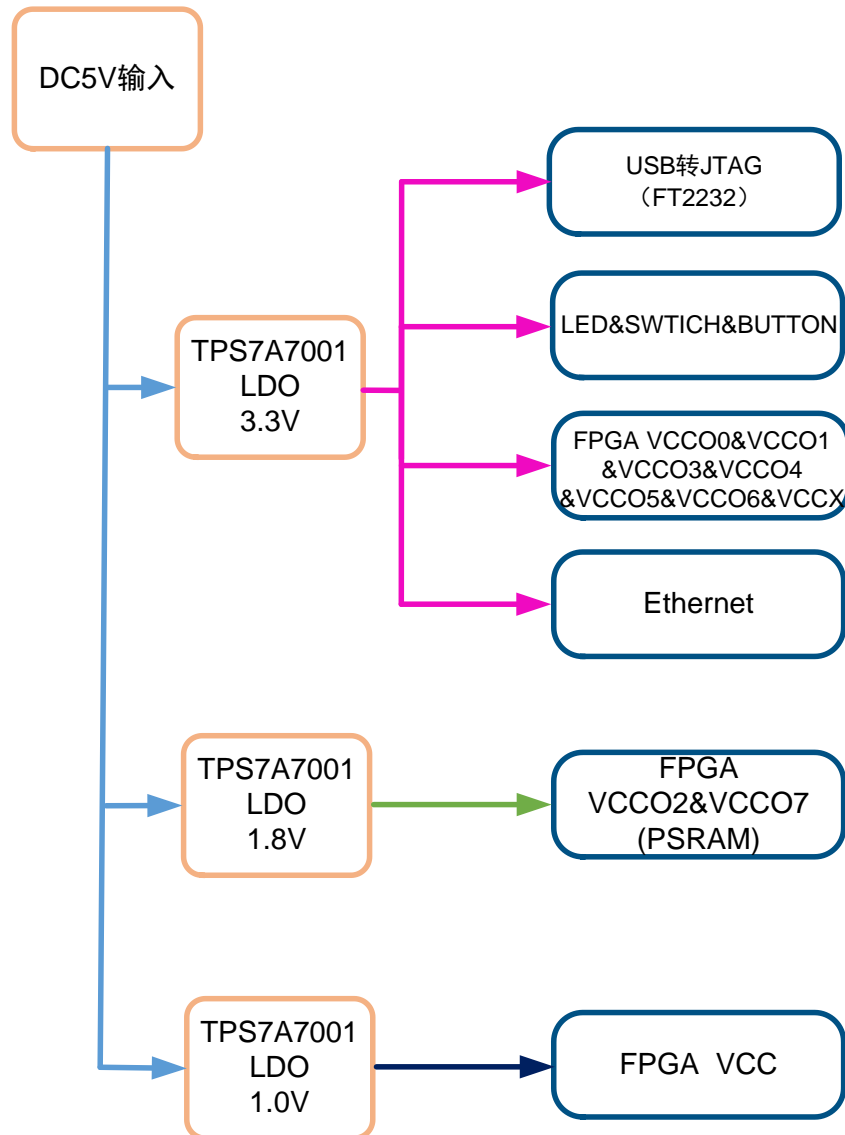 DC5V输入
USB转JTAG
（FT2232）
LED&SWTICH&BUTTON
TPS7A7001
LDO
3.3V
FPGA VCCO0&VCCO1
&VCCO3&VCCO4
&VCCO5&VCCO6&VCCX
Ethernet
TPS7A7001
LDO
1.8V
FPGA
VCCO2&VCCO7
(PSRAM)
TPS7A7001
LDO
1.0V
FPGA VCC